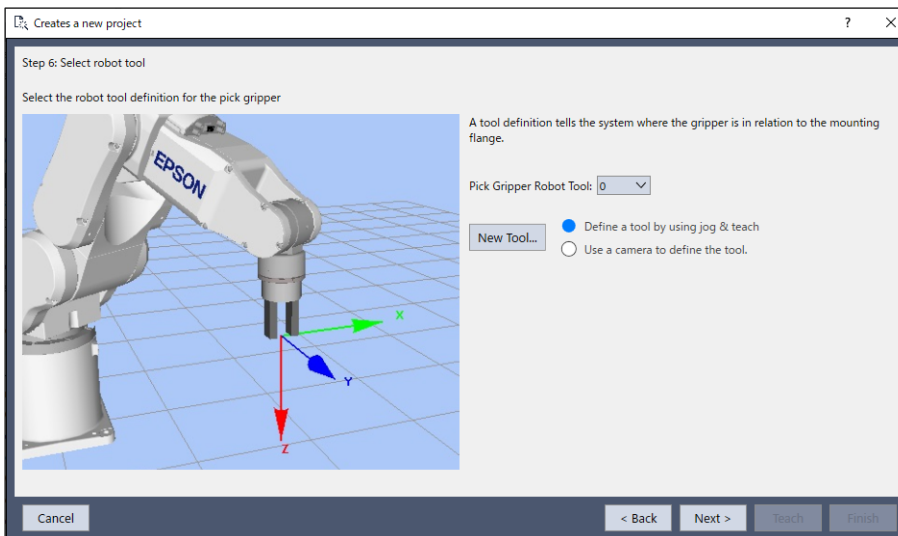 Creates a new project
Step 6: Select robot tool
Select the robot tool definition for the pick gripper
EPSON
X
Y
Z
A tool definition tells the system where the gripper is in relation to the mounting
flange.
Pick Gripper Robot Tool: 0
New Tool...
Define a tool by using jog & teach
Use a camera to define the tool.
Cancel
< Back
Next >
Teach
Finish